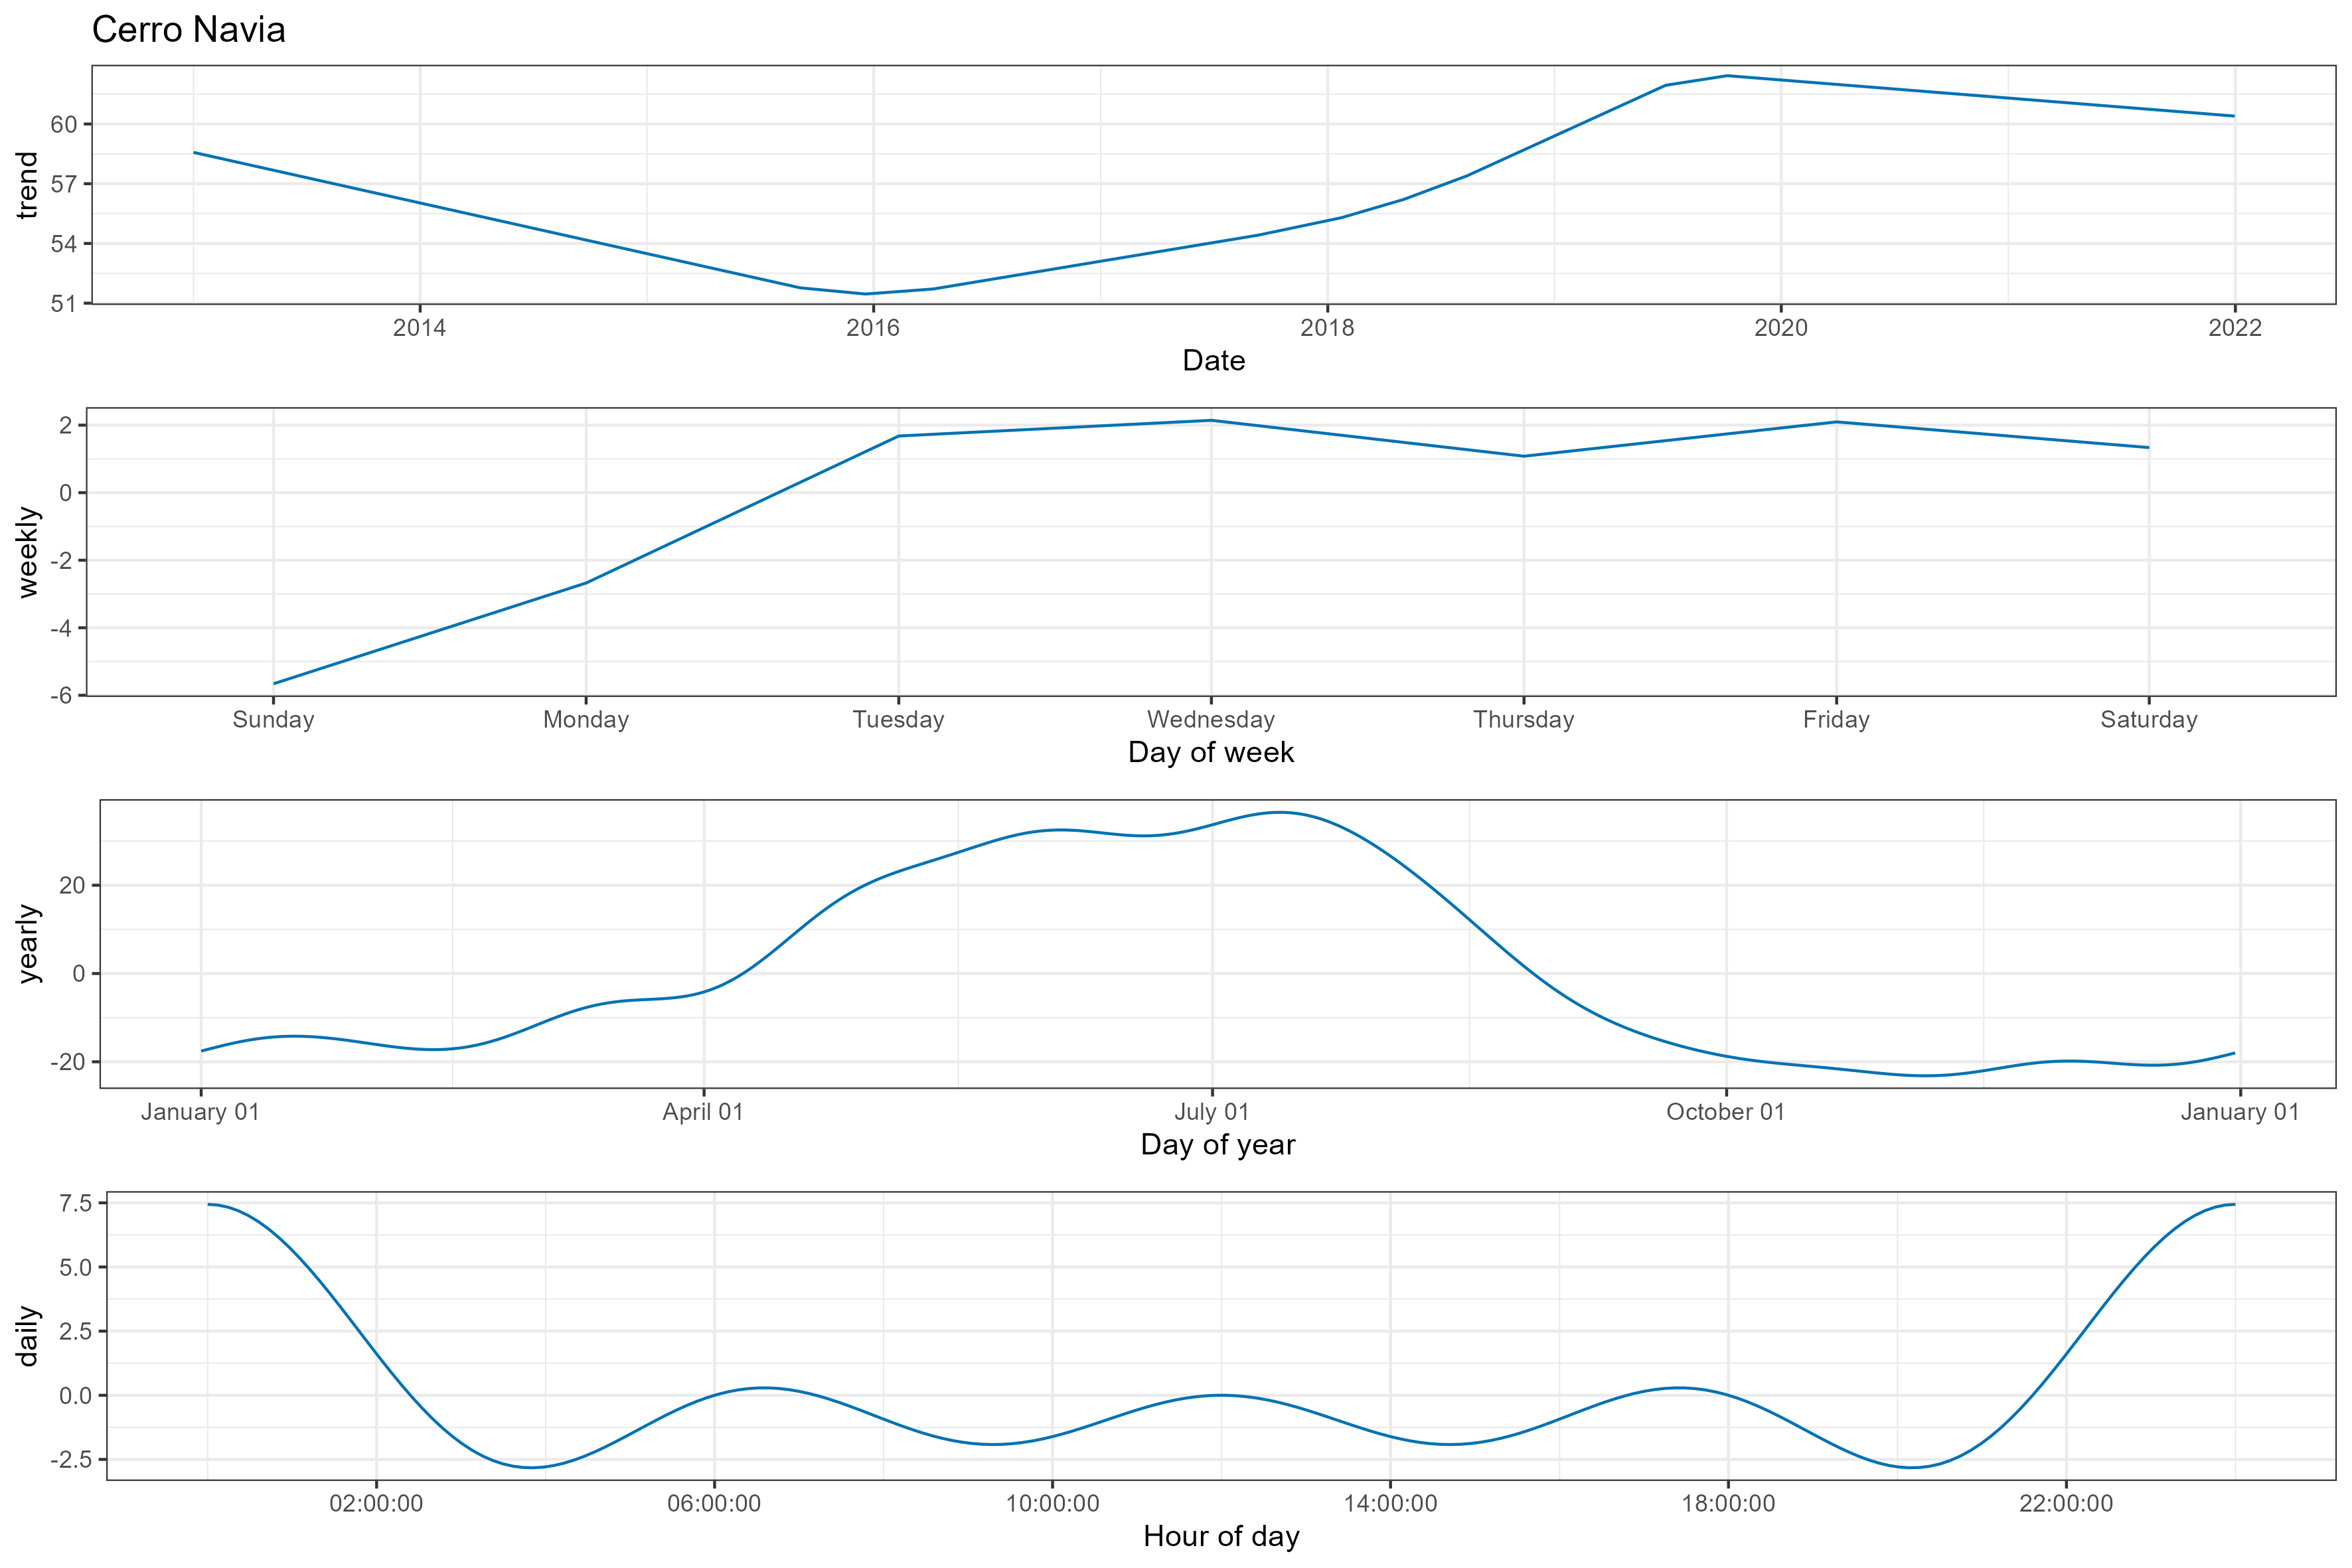 Cerro Navia
60
57
54
51
trend
2014 2016 2018 2020 2022
Date
2
0
-2
-4
-6
weekly
Sunday Monday Tuesday Wednesday Thursday Friday Saturday
Day of week
20
0
-20
yearly
January 01 April 01 July 01 October 01 January 01
Day of year
7.5
5.0
2.5
0.0
-2.5
daily
02:00:00 06:00:00 10:00:00 14:00:00 18:00:00 22:00:00
Hour of day